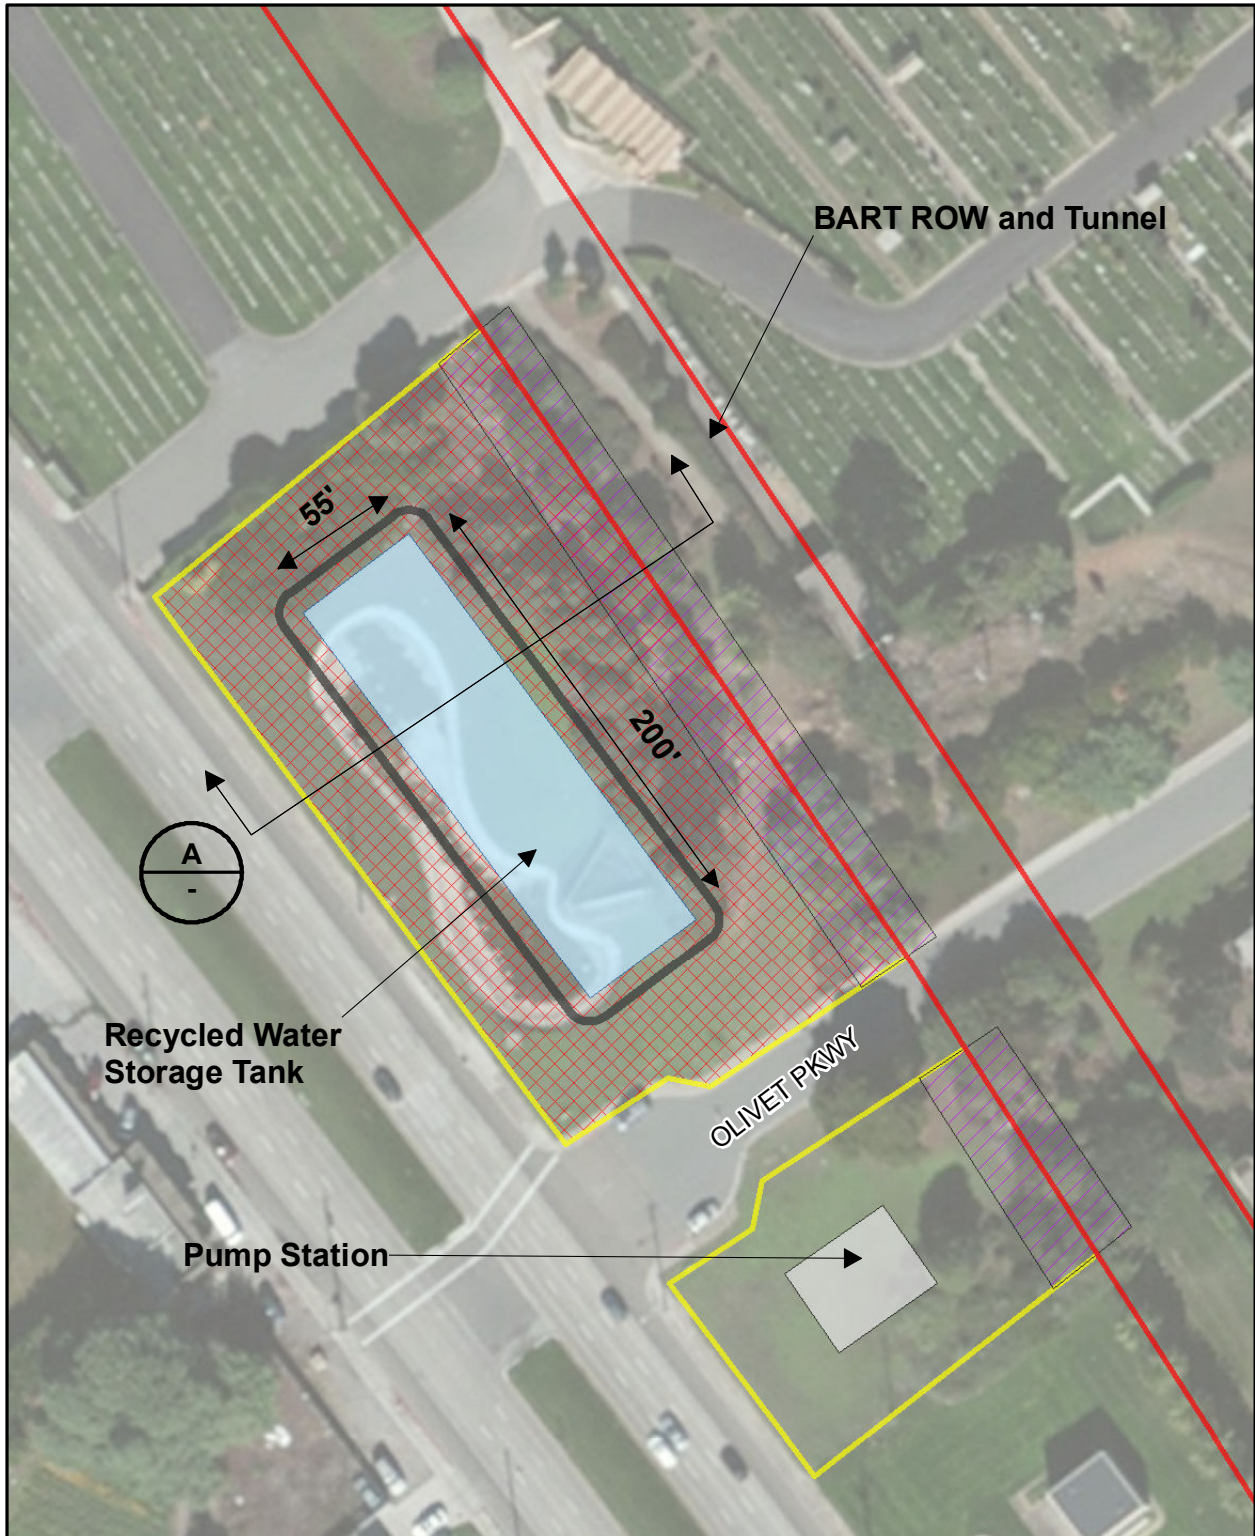 BART ROW and Tunnel
55'
200'
A
-
Recycled Water
Storage Tank
OLIVET PKWY
Pump Station